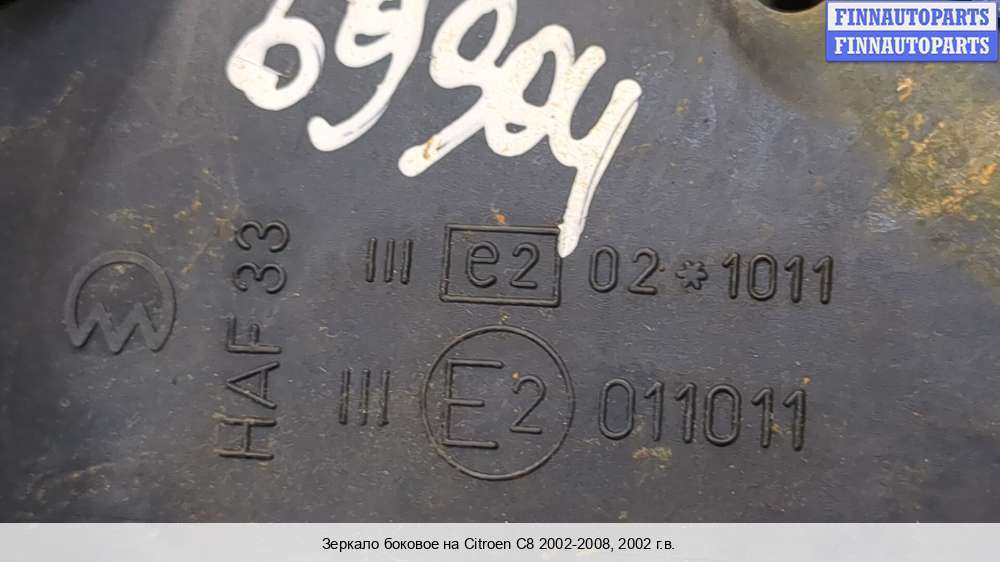 FINNAUTOPARTS
FINNAUTOPARTS
69904
HAF 33
III e2 02*1011
III E2 011011
Зеркало боковое на Citroen C8 2002-2008, 2002 г.в.